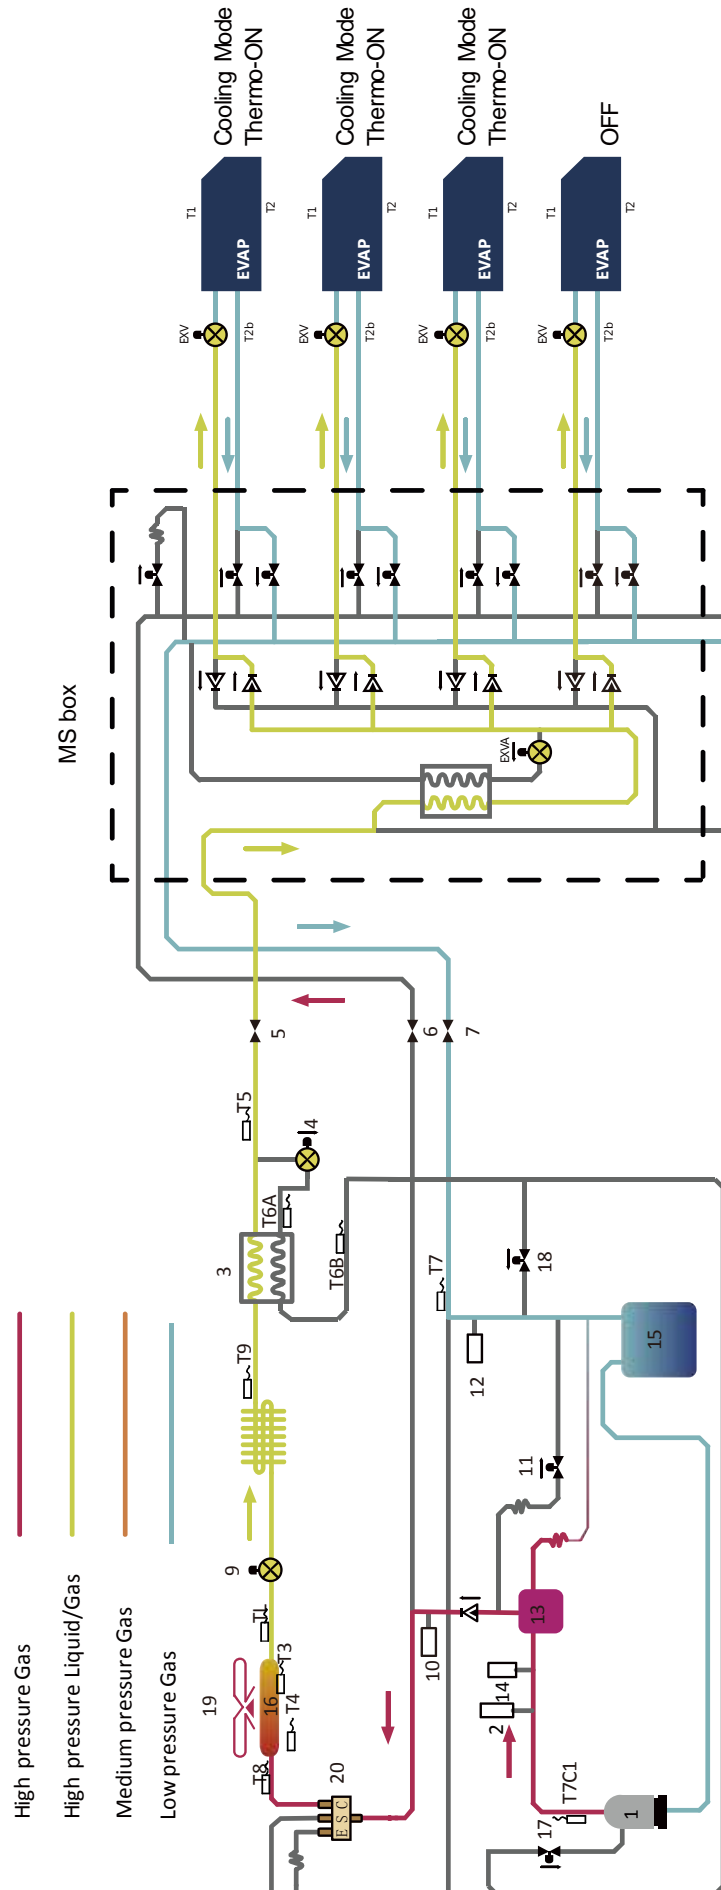 Cooling Mode
Thermo-ON
Cooling Mode
Thermo-ON
Cooling Mode
Thermo-ON
OFF
T1
T2
EVAP
T1
T2
EVAP
T1
T2
EVAP
T1
T2
EVAP
EXV
T2b
EXV
T2b
EXV
T2b
EXV
T2b
MS box
EXVA
5
6
7
T5
4
T6A
3
T6B
T7
18
T9
12
15
11
9
TL
13
10
T3
16
19
T4
14
2
T8
20
E S C
T7C1
17
1
High pressure Gas
High pressure Liquid/Gas
Medium pressure Gas
Low pressure Gas